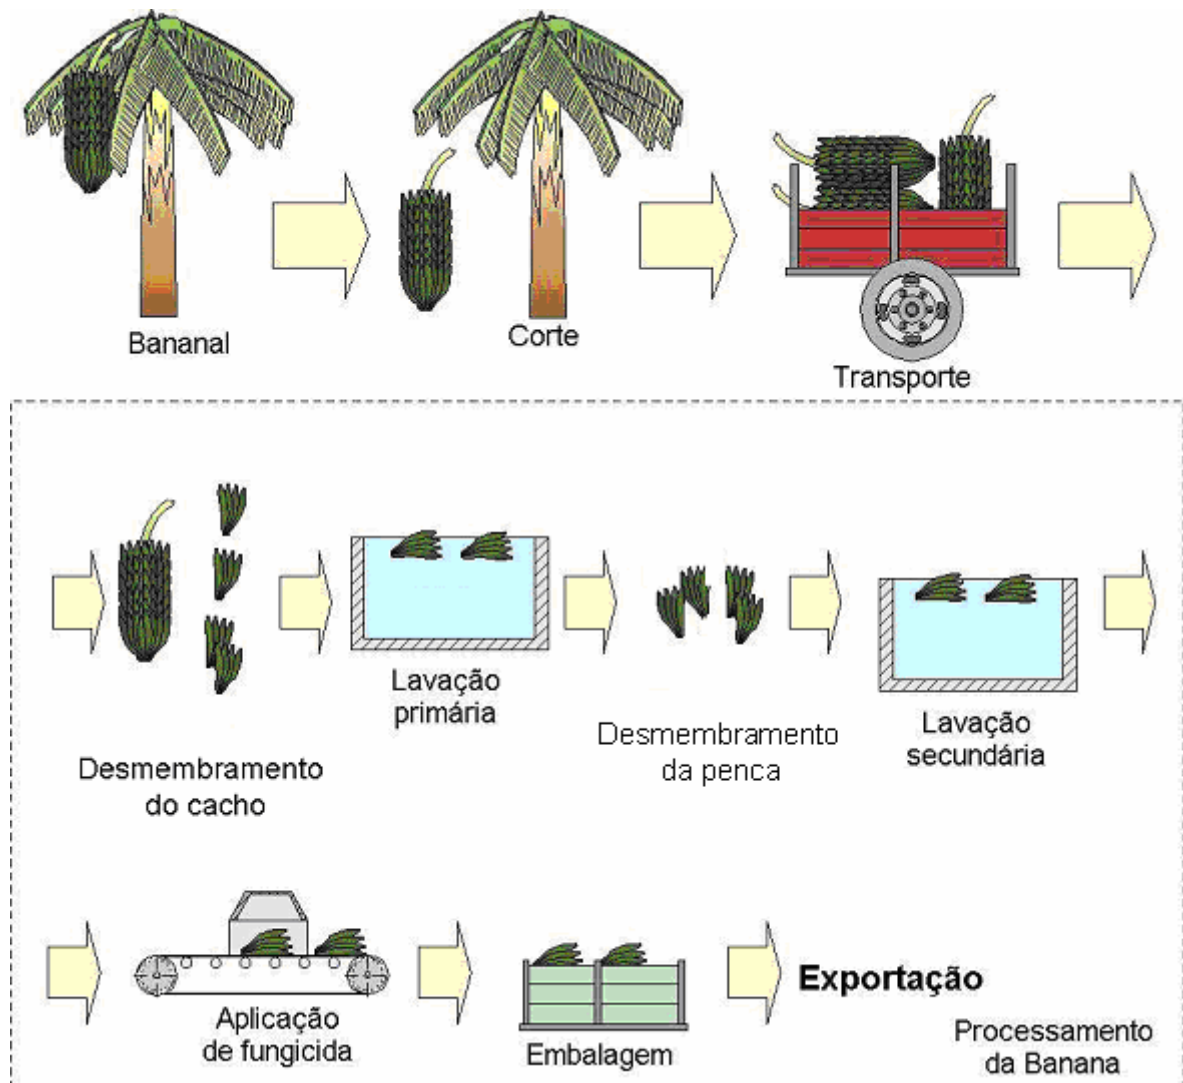 Bananal
Corte
Transporte
Desmembramento
do cacho
Lavação
primária
Desmembramento
da penca
Lavação
secundária
Aplicação
de fungicida
Embalagem
Exportação
Processamento
da Banana